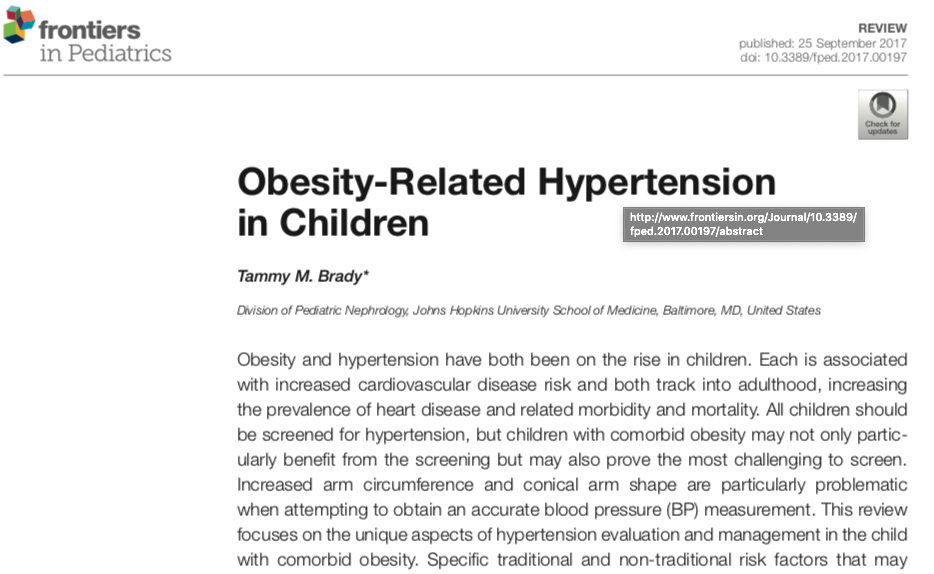 frontiers
in Pediatrics
REVIEW
published: 25 September 2017
doi: 10.3389/fped.2017.00197
Check for
updates
Obesity-Related Hypertension
in Children
http://www.frontiersin.org/Journal/10.3389/
fped.2017.00197/abstract
Tammy M. Brady*
Division of Pediatric Nephrology, Johns Hopkins University School of Medicine, Baltimore, MD, United States
Obesity and hypertension have both been on the rise in children. Each is associated
with increased cardiovascular disease risk and both track into adulthood, increasing
the prevalence of heart disease and related morbidity and mortality. All children should
be screened for hypertension, but children with comorbid obesity may not only partic-
ularly benefit from the screening but may also prove the most challenging to screen.
Increased arm circumference and conical arm shape are particularly problematic
when attempting to obtain an accurate blood pressure (BP) measurement. This review
focuses on the unique aspects of hypertension evaluation and management in the child
with comorbid obesity. Specific traditional and non-traditional risk factors that may